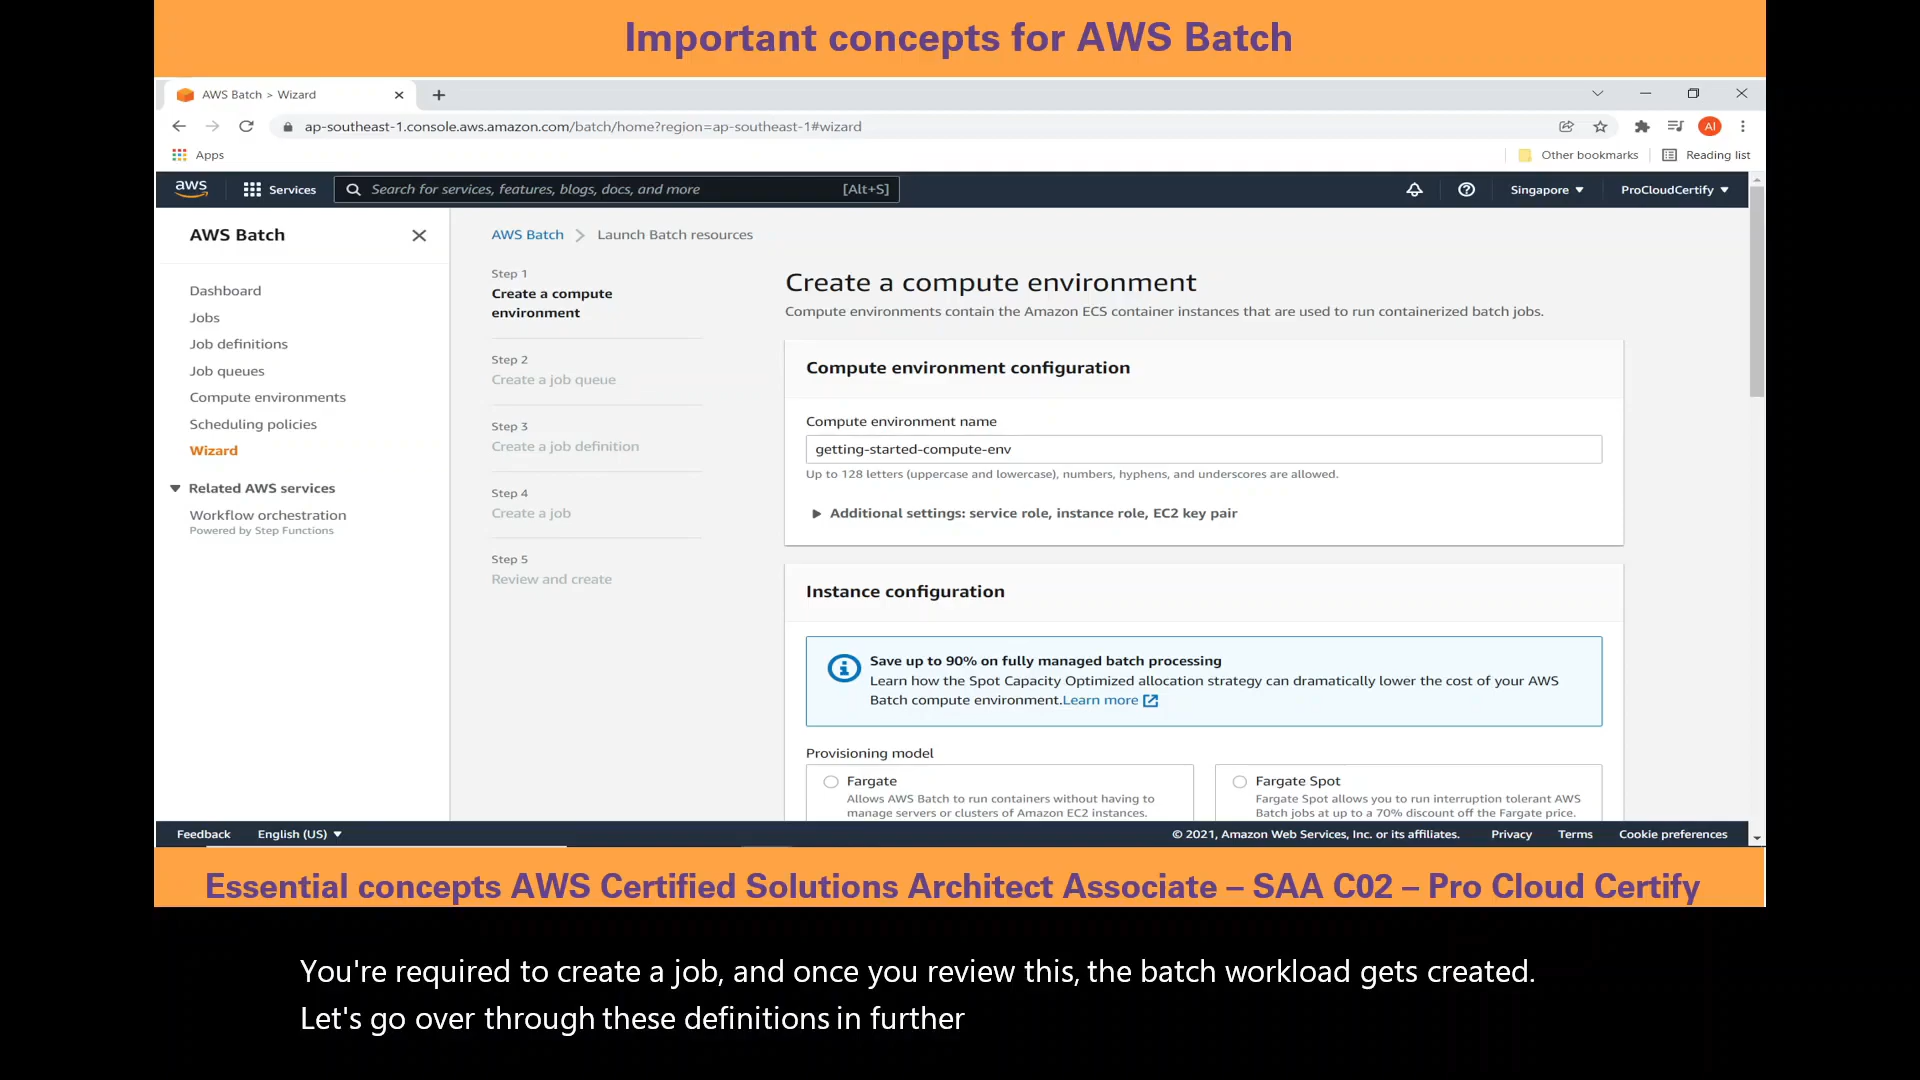 Important concepts for AWS Batch
AWS Batch > Wizard
ap-southeast-1.console.aws.amazon.com/batch/home?region=ap-southeast-1#wizard
Al
Apps
Other bookmarks
Reading list
aws
Services
Search for services, features, blogs, docs, and more
[Alt+S]
Singapore
ProCloudCertify
AWS Batch
Dashboard
Jobs
Job definitions
Job queues
Compute environments
Scheduling policies
Wizard
Related AWS services
Workflow orchestration
Powered by Step Functions
AWS Batch
Launch Batch resources
Step 1
Create a compute
environment
Step 2
Create a job queue
Step 3
Create a job definition
Step 4
Create a job
Step 5
Review and create
Create a compute environment
Compute environments contain the Amazon ECS container instances that are used to run containerized batch jobs.
Compute environment configuration
Compute environment name
getting-started-compute-env
Up to 128 letters (uppercase and lowercase), numbers, hyphens, and underscores are allowed.
Additional settings: service role, instance role, EC2 key pair
Instance configuration
Save up to 90% on fully managed batch processing
Learn how the Spot Capacity Optimized allocation strategy can dramatically lower the cost of your AWS
Batch compute environment.Learn more
Provisioning model
Fargate
Allows AWS Batch to run containers without having to
manage servers or clusters of Amazon EC2 instances.
Fargate Spot
Fargate Spot allows you to run interruption tolerant AWS
Batch jobs at up to a 70% discount off the Fargate price.
Feedback
English (US)
© 2021, Amazon Web Services, Inc. or its affiliates.
Privacy
Terms
Cookie preferences
Essential concepts AWS Certified Solutions Architect Associate – SAA C02 – Pro Cloud Certify
You're required to create a job, and once you review this, the batch workload gets created.
Let's go over through these definitions in further